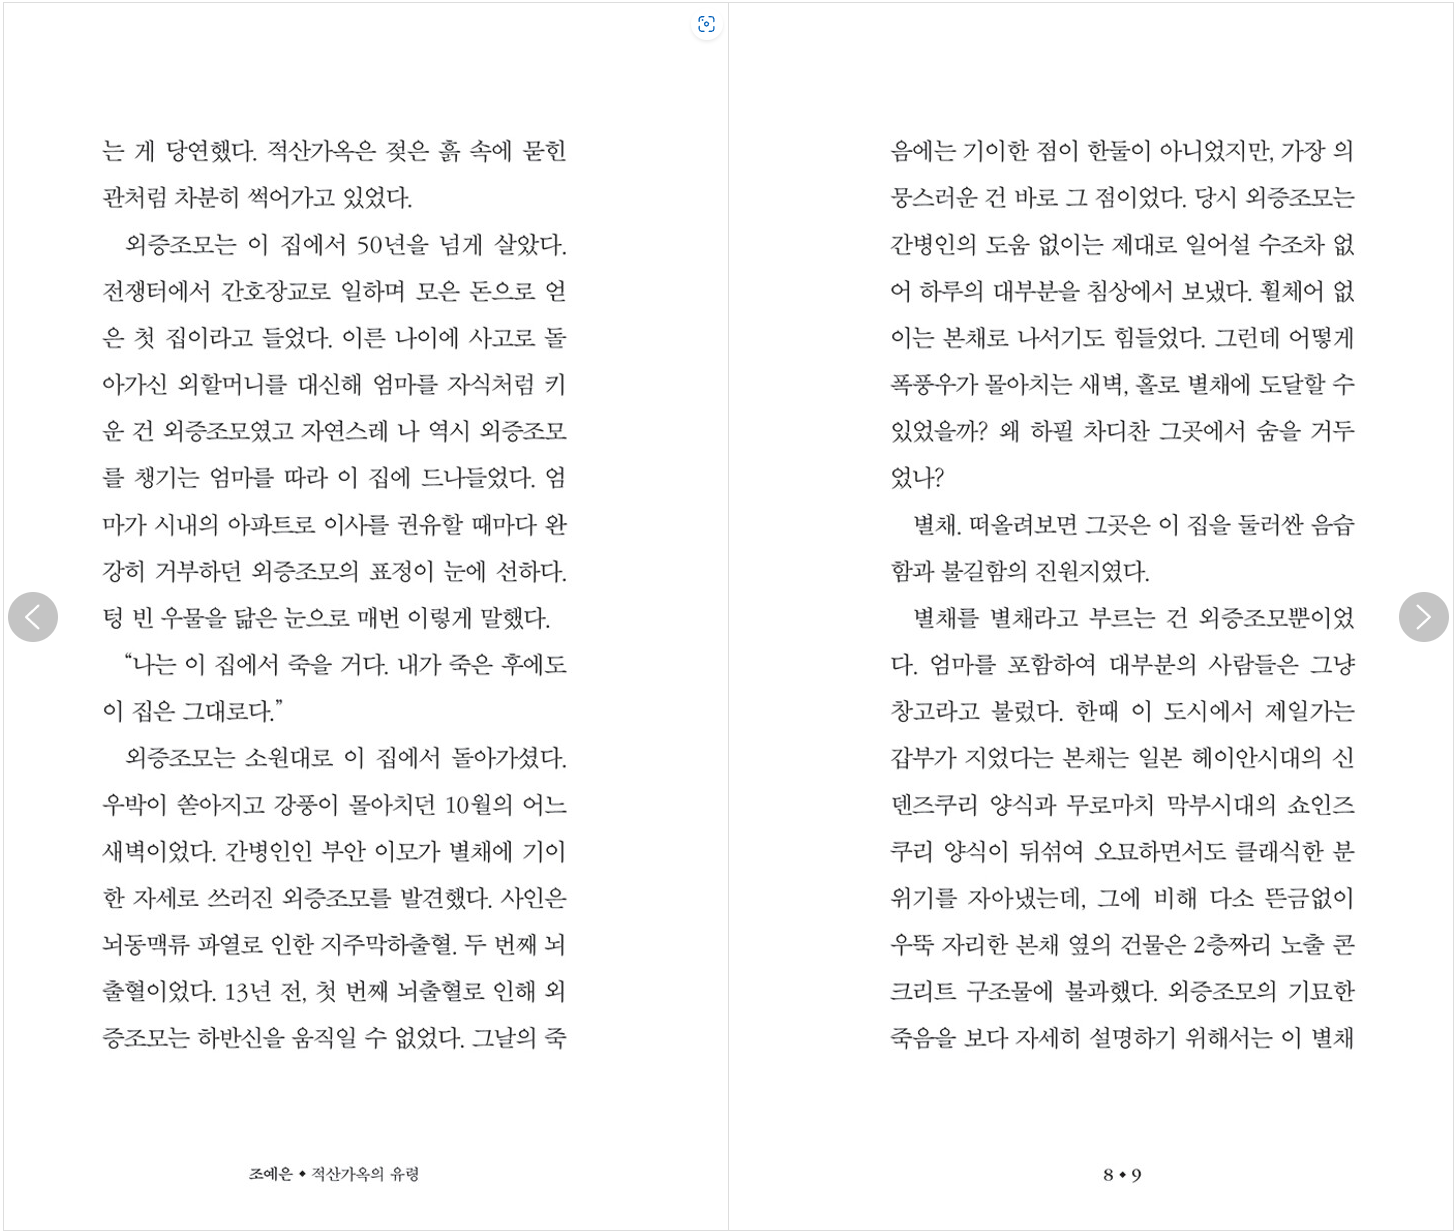 는 게 당연했다. 적산가옥은 젖은 흙 속에 묻힌
관처럼 차분히 썩어가고 있었다.
외증조모는 이 집에서 50년을 넘게 살았다.
전쟁터에서 간호장교로 일하며 모은 돈으로 얻
은 첫 집이라고 들었다. 이른 나이에 사고로 돌
아가신 외할머니를 대신해 엄마를 자식처럼 키
운 건 외증조모였고 자연스레 나 역시 외증조모
를 챙기는 엄마를 따라 이 집에 드나들었다. 엄
마가 시내의 아파트로 이사를 권유할 때마다 완
강히 거부하던 외증조모의 표정이 눈에 선하다.
텅 빈 우물을 닮은 눈으로 매번 이렇게 말했다.
“나는 이 집에서 죽을 거다. 내가 죽은 후에도
이 집은 그대로다.”
외증조모는 소원대로 이 집에서 돌아가셨다.
우박이 쏟아지고 강풍이 몰아치던 10월의 어느
새벽이었다. 간병인인 부안 이모가 별채에 기이
한 자세로 쓰러진 외증조모를 발견했다. 사인은
뇌동맥류 파열로 인한 지주막하출혈. 두 번째 뇌
출혈이었다. 13년 전, 첫 번째 뇌출혈로 인해 외
증조모는 하반신을 움직일 수 없었다. 그날의 죽
조예은 ◆ 적산가옥의 유령
음에는 기이한 점이 한둘이 아니었지만, 가장 의
뭉스러운 건 바로 그 점이었다. 당시 외증조모는
간병인의 도움 없이는 제대로 일어설 수조차 없
어 하루의 대부분을 침상에서 보냈다. 휠체어 없
이는 본채로 나서기도 힘들었다. 그런데 어떻게
폭풍우가 몰아치는 새벽, 홀로 별채에 도달할 수
있었을까? 왜 하필 차디찬 그곳에서 숨을 거두
었나?
별채. 떠올려보면 그곳은 이 집을 둘러싼 음습
함과 불길함의 진원지였다.
별채를 별채라고 부르는 건 외증조모뿐이었
다. 엄마를 포함하여 대부분의 사람들은 그냥
창고라고 불렀다. 한때 이 도시에서 제일가는
갑부가 지었다는 본채는 일본 헤이안시대의 신
덴즈쿠리 양식과 무로마치 막부시대의 쇼인즈
쿠리 양식이 뒤섞여 오묘하면서도 클래식한 분
위기를 자아냈는데, 그에 비해 다소 뜬금없이
우뚝 자리한 본채 옆의 건물은 2층짜리 노출 콘
크리트 구조물에 불과했다. 외증조모의 기묘한
죽음을 보다 자세히 설명하기 위해서는 이 별채
8 ◆ 9